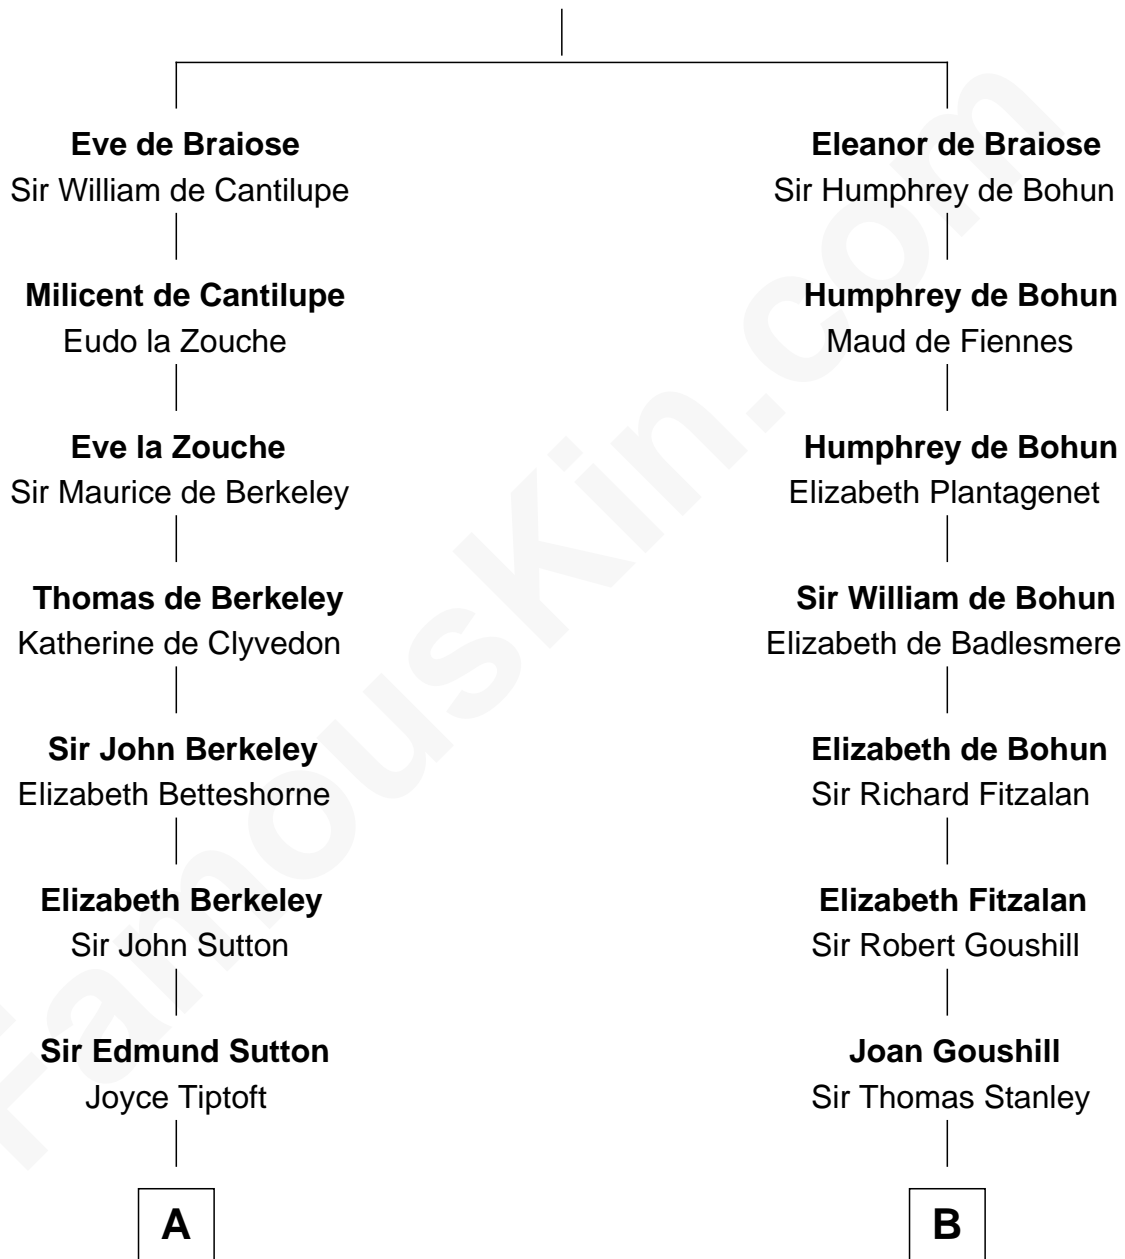 Eve de Braiose
Sir William de Cantilupe
Milicent de Cantilupe
Eudo la Zouche
Eve la Zouche
Sir Maurice de Berkeley
Thomas de Berkeley
Katherine de Clyvedon
Sir John Berkeley
Elizabeth Betteshorne
Elizabeth Berkeley
Sir John Sutton
Sir Edmund Sutton
Joyce Tiptoft
A
Eleanor de Braiose
Sir Humphrey de Bohun
Humphrey de Bohun
Maud de Fiennes
Humphrey de Bohun
Elizabeth Plantagenet
Sir William de Bohun
Elizabeth de Badlesmere
Elizabeth de Bohun
Sir Richard Fitzalan
Elizabeth Fitzalan
Sir Robert Goushill
Joan Goushill
Sir Thomas Stanley
B
FamousKin.com